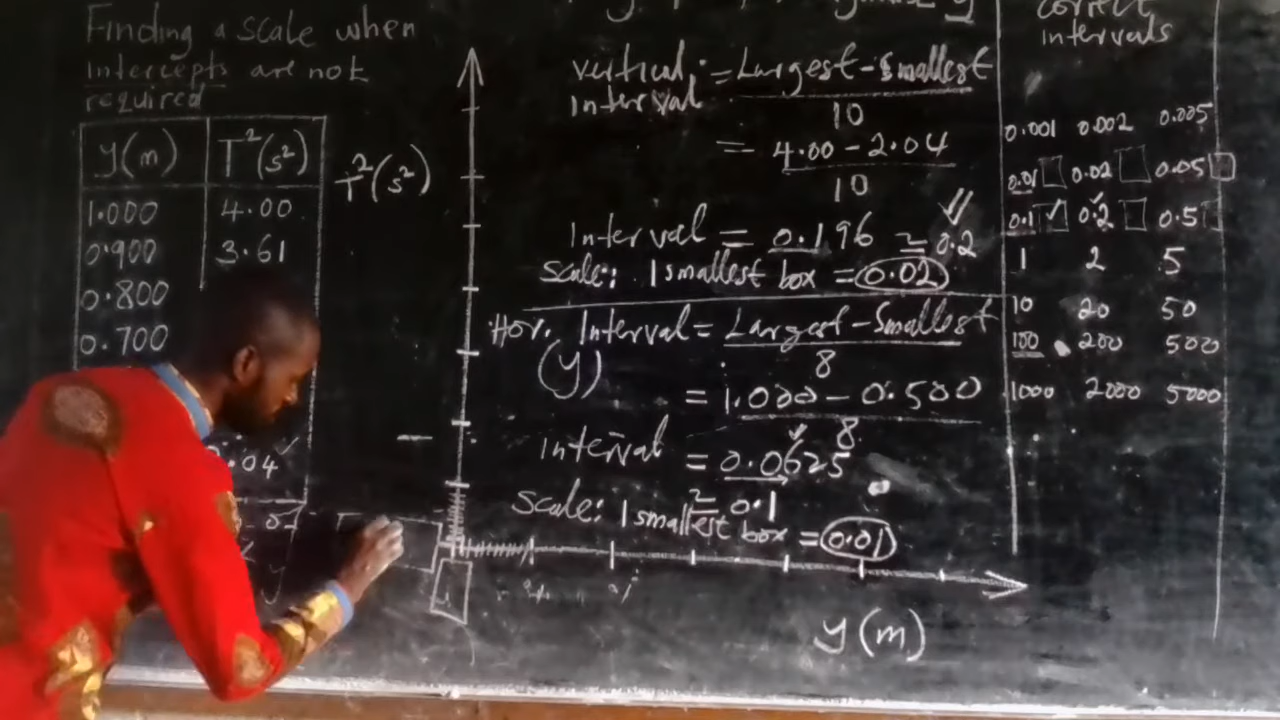 Finding a scale when
intercepts are not
required
y(m) T²(s²)
1.000 4.00
0.900 3.61
0.800
0.700
.04
T²(s²)
vertical = Largest - Smallest
interval
10
= 4.00 - 2.04
10
Interval = 0.196 ≃ 0.2
scale: 1 smallest box = 0.02
Hor. Interval = Largest - Smallest
(y) 8
= 1.000 - 0.500
8
interval = 0.0625
≃ 0.1
scale: 1 smallest box = 0.01
y(m)
correct
intervals
0.001 0.002 0.005
0.01 0.02 0.05
0.1 0.2 0.5
1 2 5
10 20 50
100 200 500
1000 2000 5000